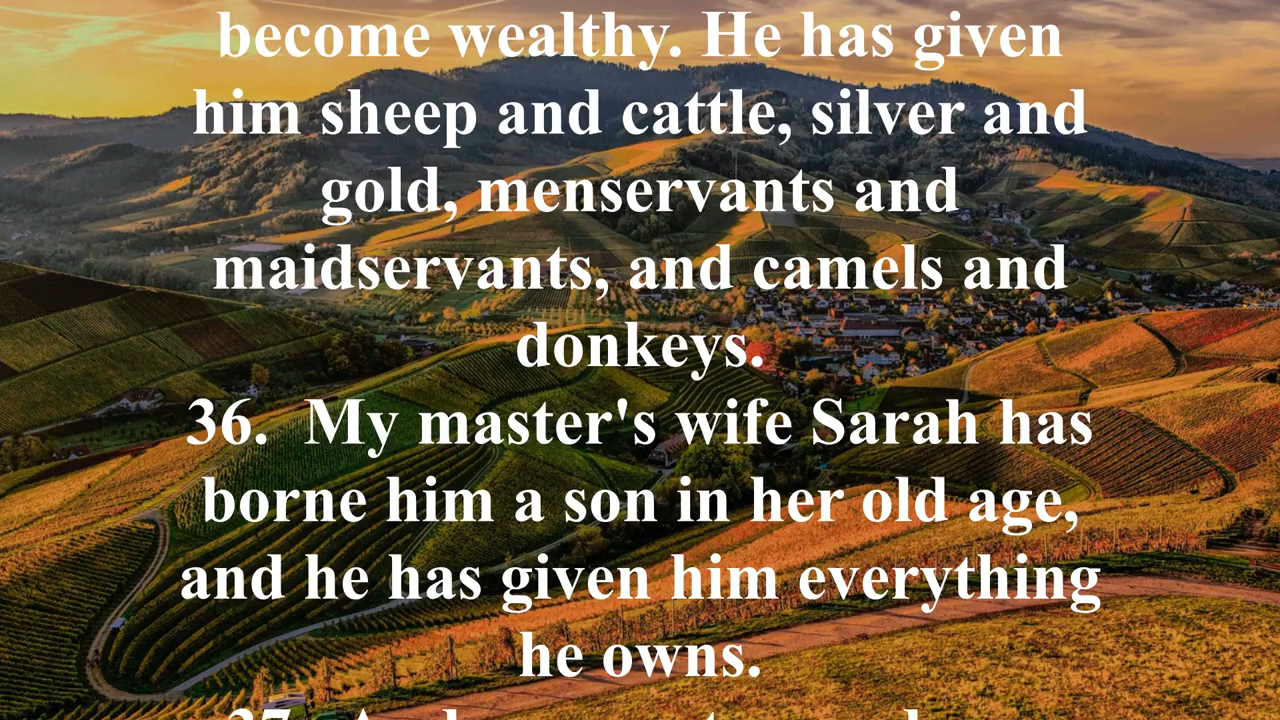 become wealthy. He has given
him sheep and cattle, silver and
gold, menservants and
maidservants, and camels and
donkeys.
36.  My master's wife Sarah has
borne him a son in her old age,
and he has given him everything
he owns.
37.